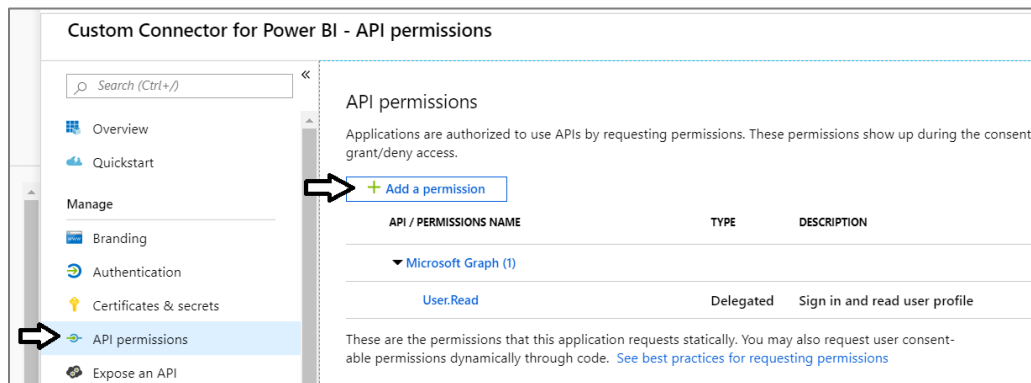 Custom Connector for Power BI - API permissions
Search (Ctrl+/)
Overview
Quickstart
Manage
Branding
Authentication
Certificates & secrets
API permissions
Expose an API
API permissions
Applications are authorized to use APIs by requesting permissions. These permissions show up during the consent
grant/deny access.
+ Add a permission
API / PERMISSIONS NAME TYPE DESCRIPTION
Microsoft Graph (1)
User.Read Delegated Sign in and read user profile
These are the permissions that this application requests statically. You may also request user consent-
able permissions dynamically through code. See best practices for requesting permissions